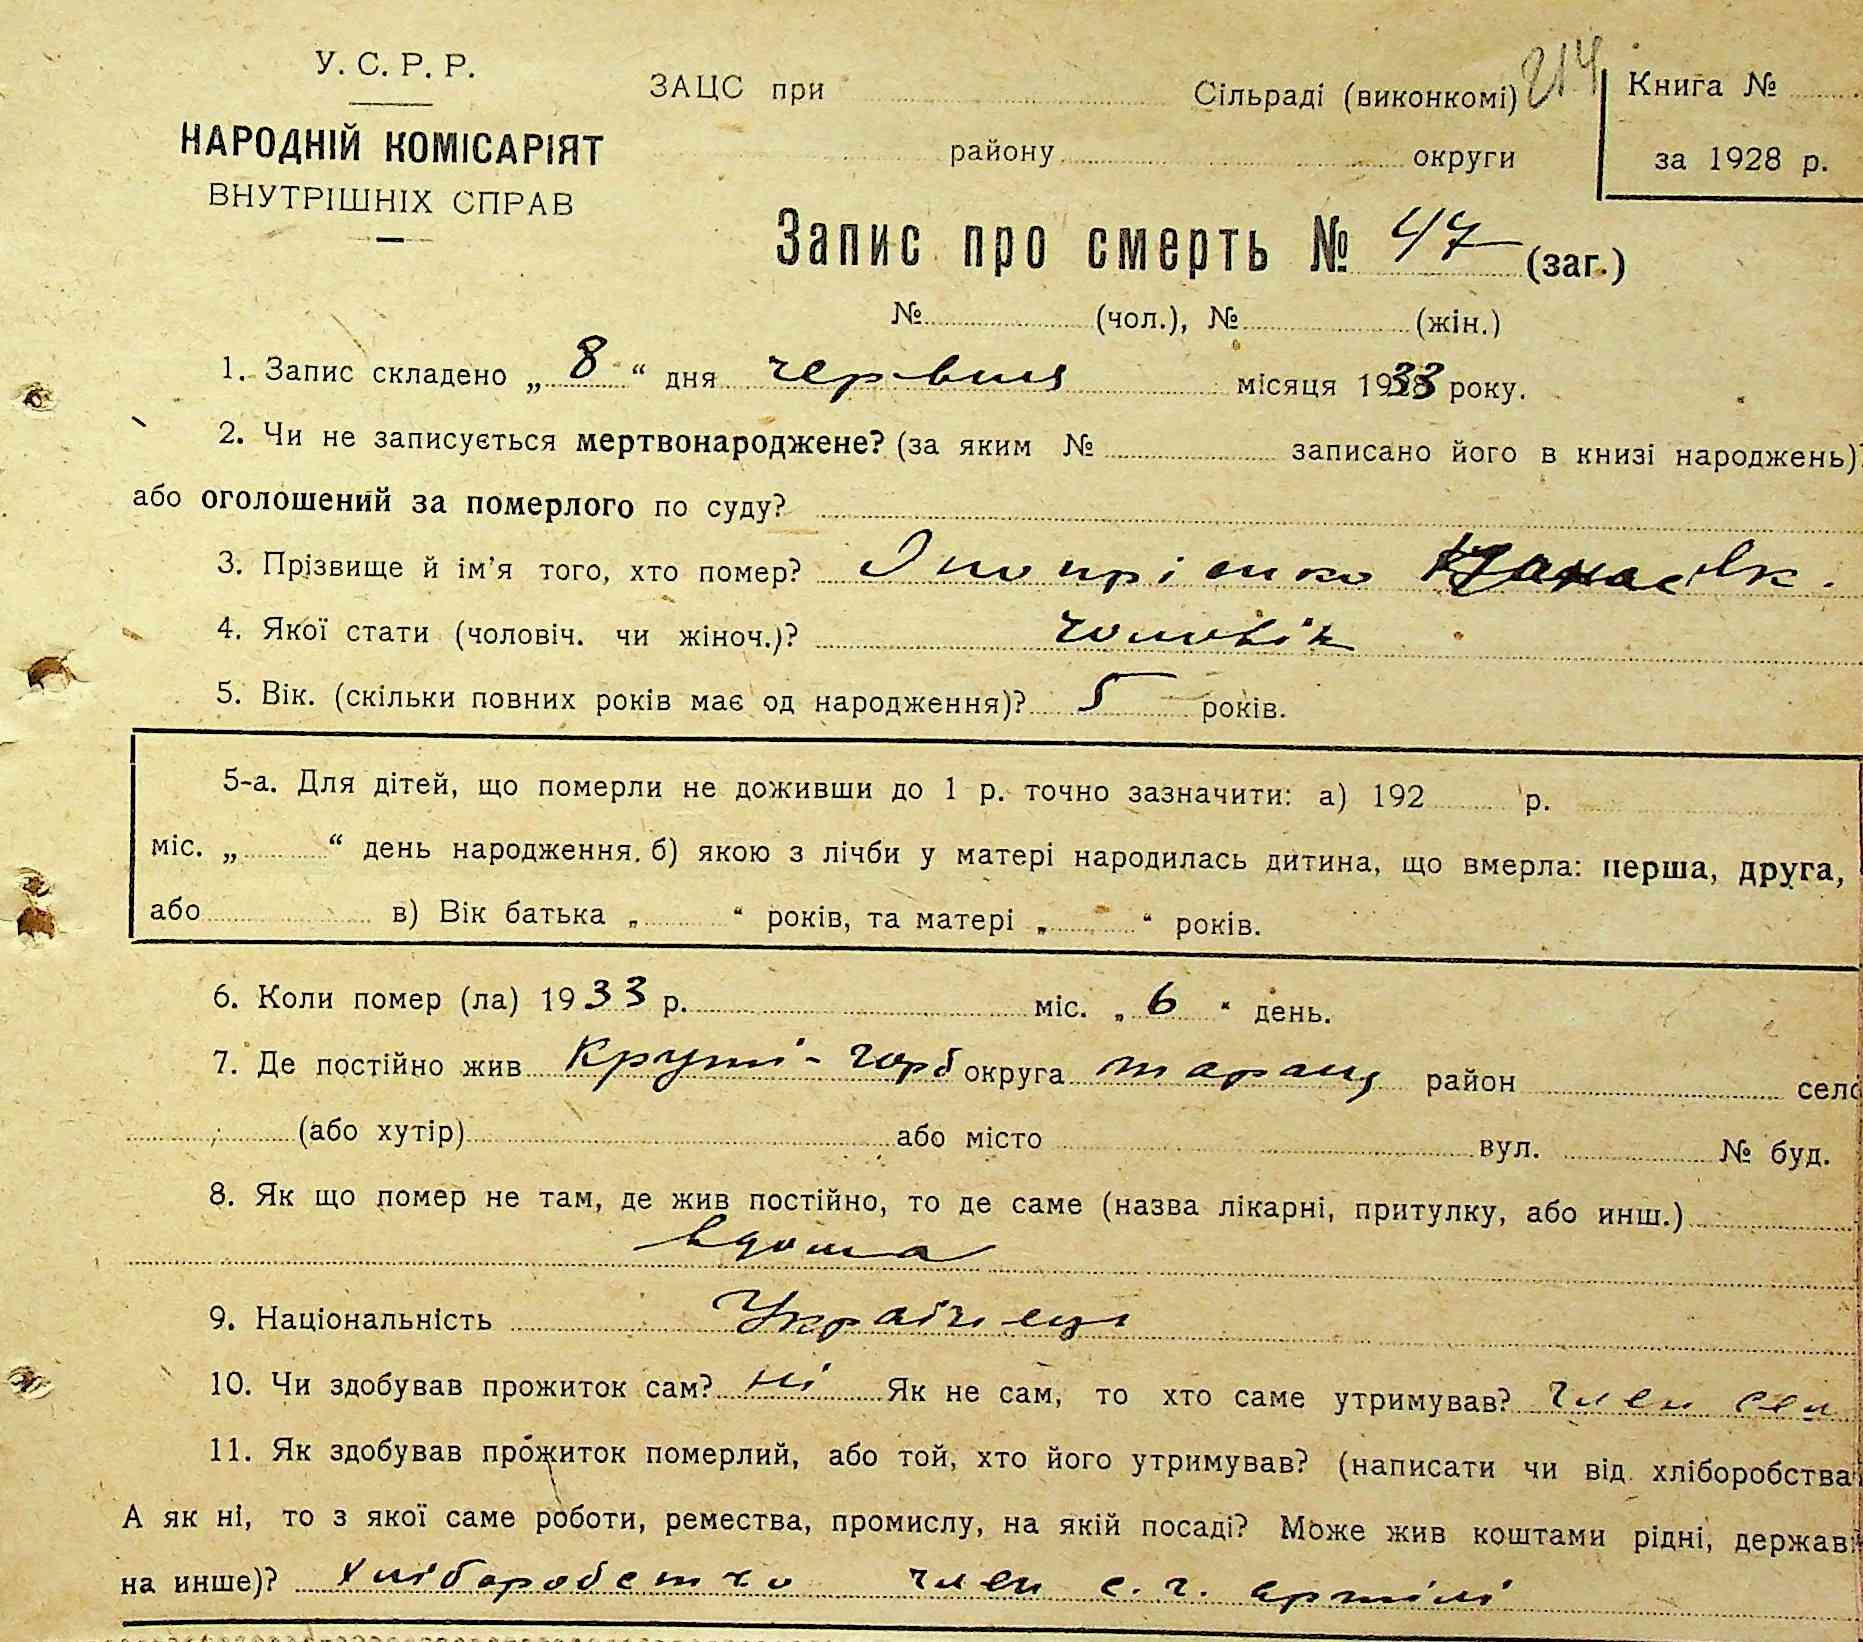 У. С. Р. Р.
НАРОДНІЙ КОМІСАРІЯТ
ВНУТРІШНІХ СПРАВ
ЗАЦС при Сільраді (виконкомі) 214
району округи
Книга №
за 1928 р.
Запис про смерть № 47 (заг.)
№ (чол.), № (жін.)
1. Запис складено „ 8 “ дня червня місяця 1933 року.
2. Чи не записується мертвонароджене? (за яким № записано його в книзі народжень)?
або оголошений за померлого по суду?
3. Прізвище й ім'я того, хто помер? Як.
4. Якої стати (чоловіч. чи жіноч.)? чоловік
5. Вік. (скільки повних років має од народження)? 5 років.
5-а. Для дітей, що померли не доживши до 1 р. точно зазначити: а) 192 р.
міс. „ “ день народження. б) якою з лічби у матері народилась дитина, що вмерла: перша, друга,
або в) Вік батька „ “ років, та матері „ “ років.
6. Коли помер (ла) 1933 р. міс. „ 6 “ день.
7. Де постійно жив Круті-горб округа таращ район село
(або хутір) або місто вул. № буд.
8. Як що помер не там, де жив постійно, то де саме (назва лікарні, притулку, або инш.)
вдома
9. Національність Українець
10. Чи здобував прожиток сам? ні Як не сам, то хто саме утримував? член сем
11. Як здобував прожиток померлий, або той, хто його утримував? (написати чи від хліборобства
А як ні, то з якої саме роботи, ремества, промислу, на якій посаді? Може жив коштами рідні, держав
на инше)? хліборобство член с. г. артілі